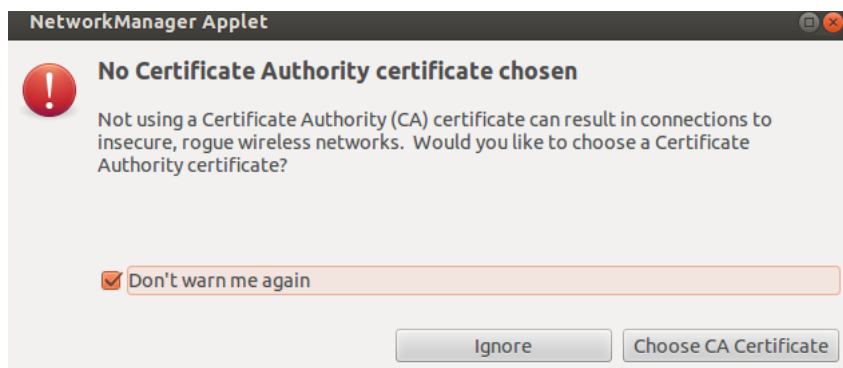 NetworkManager Applet
No Certificate Authority certificate chosen
Not using a Certificate Authority (CA) certificate can result in connections to
insecure, rogue wireless networks.  Would you like to choose a Certificate
Authority certificate?
Don't warn me again
Ignore
Choose CA Certificate